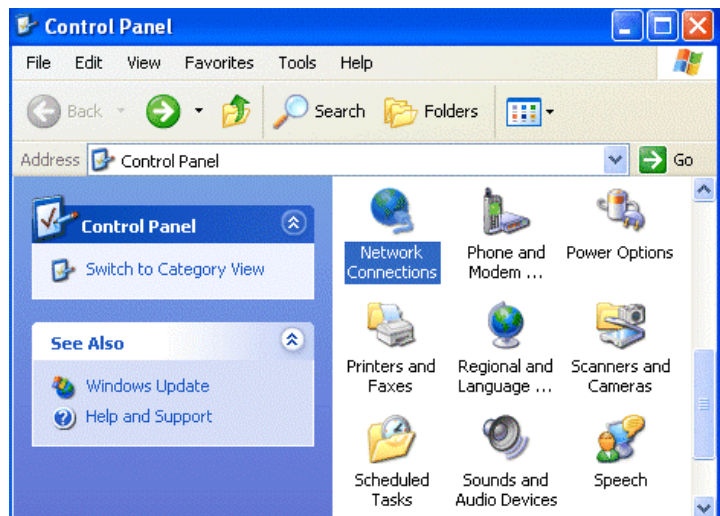 Control Panel
File Edit View Favorites Tools Help
Back Search Folders
Address Control Panel Go
Control Panel
Switch to Category View
See Also
Windows Update
Help and Support
Network
Connections
Phone and
Modem ...
Power Options
Printers and
Faxes
Regional and
Language ...
Scanners and
Cameras
Scheduled
Tasks
Sounds and
Audio Devices
Speech